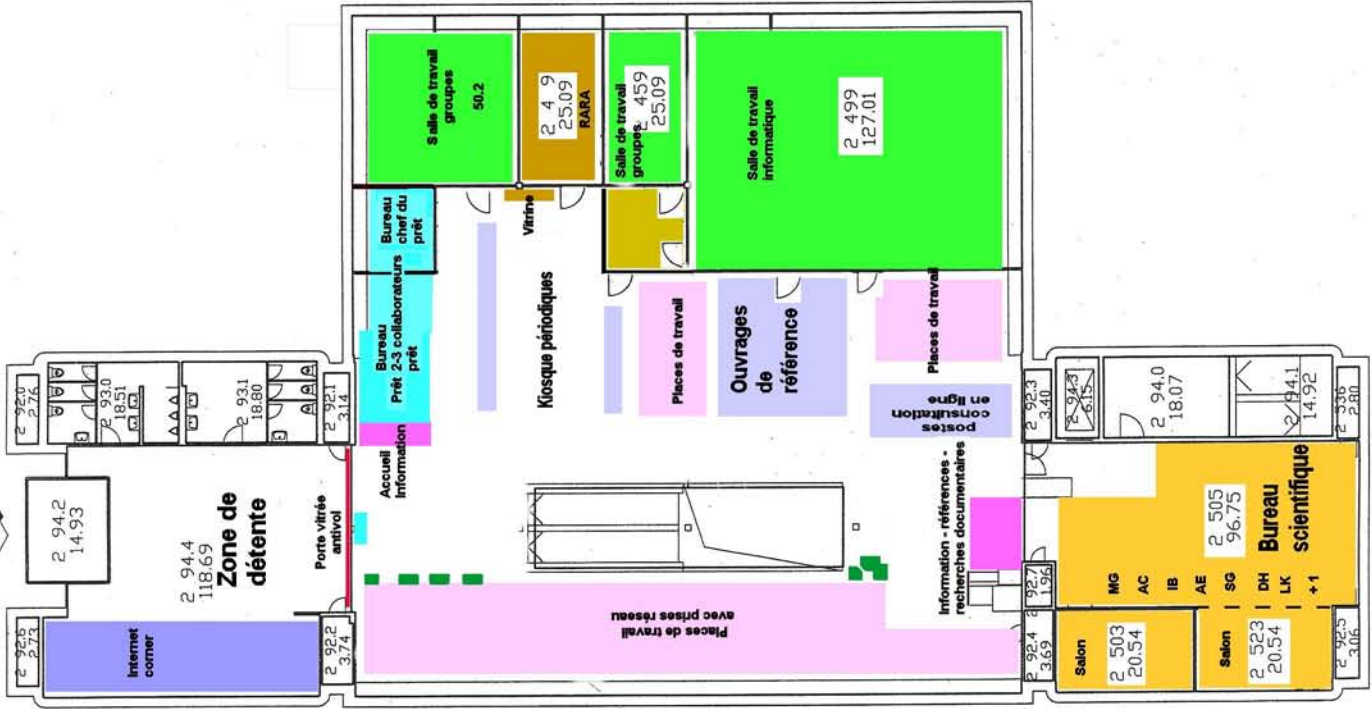 2 92.6
2.73
Internet
corner
2 92.2
3.74
2 94.2
14.93
2 94.4
118.69
Zone de
détente
Porte vitrée
antivol
2 92.0
2.76
2 93.0
18.51
2 93.1
18.80
2 92.1
3.14
Accueil
Information
Bureau
Prêt 2-3 collaborateurs
prêt
Bureau
chef du
prêt
Salle de travail
groupes
50.2
2 4 9
25.09
RARA
Salle de travail
groupes
2 459
25.09
Salle de travail
informatique
2 499
127.01
Vitrine
Kiosque périodiques
Places de travail
Ouvrages
de
référence
Places de travail
postes
consultation
en ligne
Places de travail
avec prises réseau
Information - références -
recherches documentaires
2 92.3
3.40
2 94.3
6.15
2 94.0
18.07
2 94.1
14.92
2 5.36
2.80
2 92.7
1.96
2 92.4
3.69
Salon
2 503
20.54
Salon
2 523
20.54
2 92.5
3.06
MG
AC
IB
AE
SG
DH
LK
+1
2 505
96.75
Bureau
scientifique